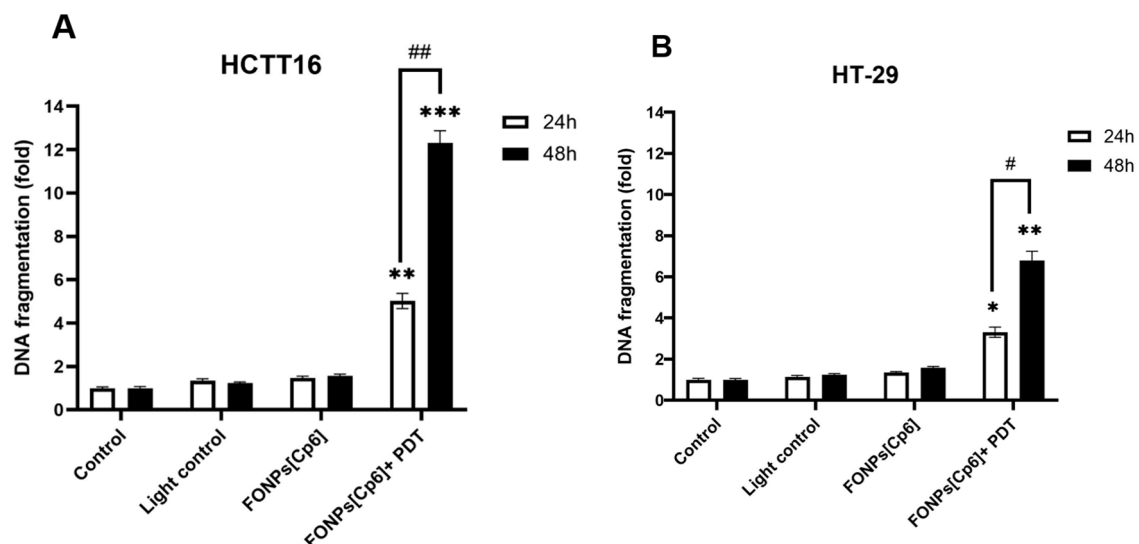 A
HCTT16
##
***
**
DNA fragmentation (fold)
14
12
10
8
6
4
2
0
Control
Light control
FONPs[Cp6]
FONPs[Cp6]+ PDT
24h
48h
B
HT-29
#
**
*
DNA fragmentation (fold)
14
12
10
8
6
4
2
0
Control
Light control
FONPs[Cp6]
FONPs[Cp6]+ PDT
24h
48h